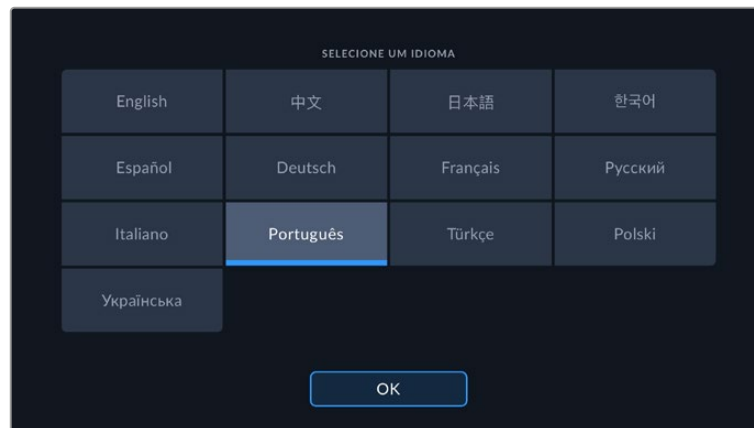 SELECIONE UM IDIOMA
English 中文 日本語 한국어
Español Deutsch Français Русский
Italiano Português Türkçe Polski
Українська
OK